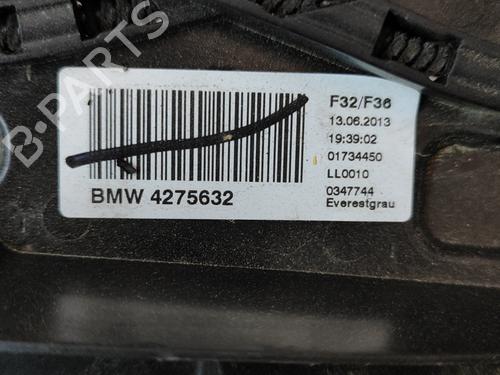 B-PARTS
F32/F36
13.06.2013
19:39:02
01734450
LL0010
0347744
Everestgrau
BMW 4275632